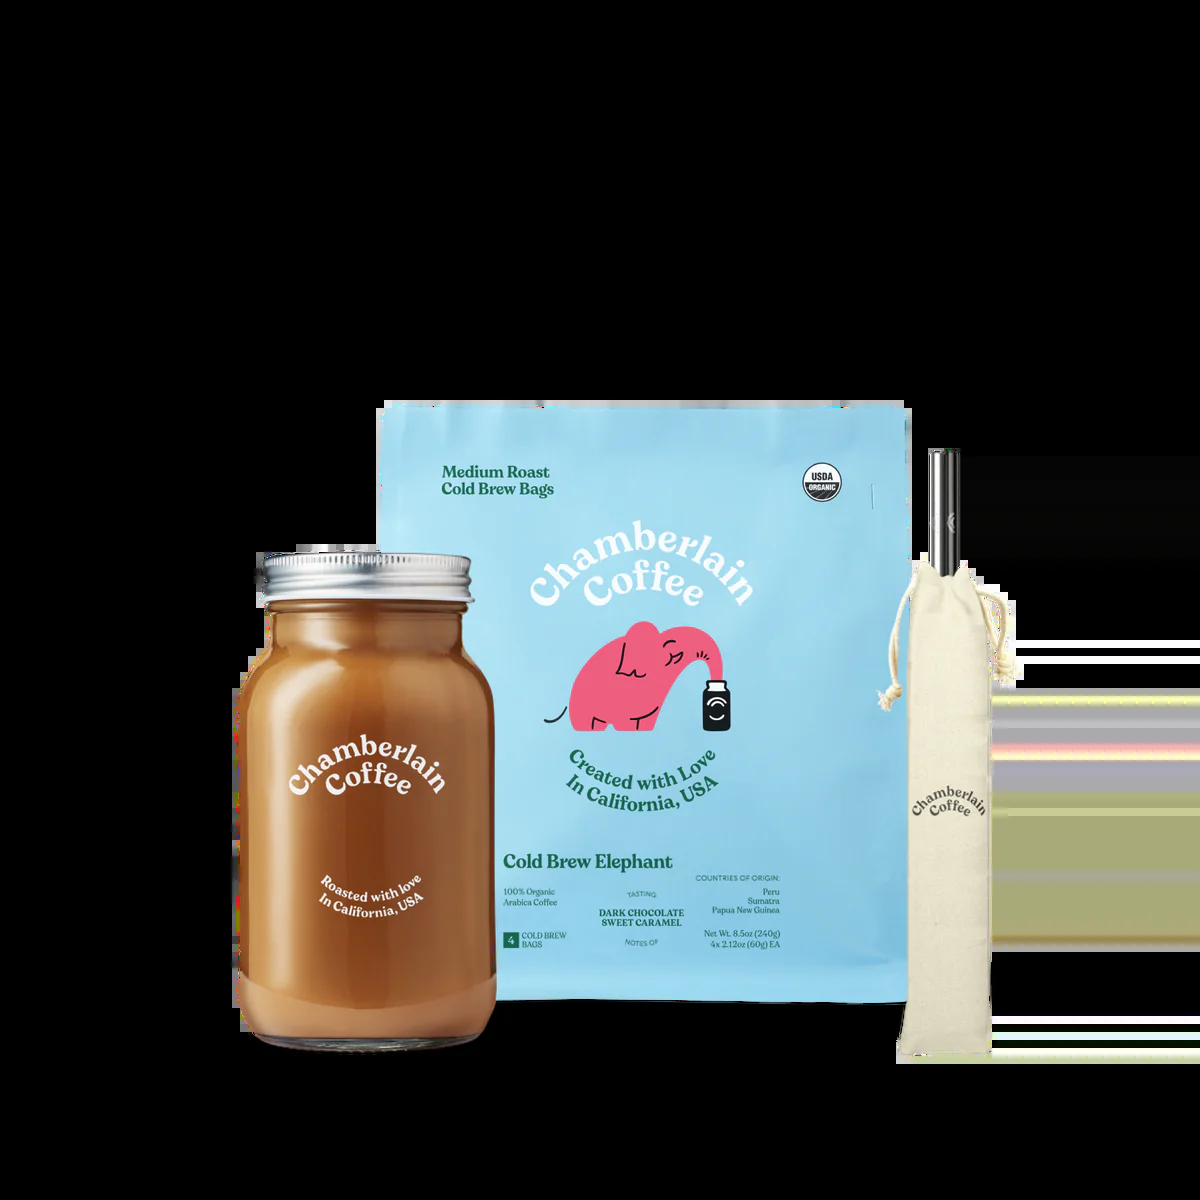 Medium Roast
Cold Brew Bags
USDA
ORGANIC
Chamberlain
Coffee
Created with Love
In California, USA
Cold Brew Elephant
100% Organic
Arabica Coffee
4
COLD BREW
BAGS
TASTING
DARK CHOCOLATE
SWEET CARAMEL
NOTES OF
COUNTRIES OF ORIGIN:
Peru
Sumatra
Papua New Guinea
Net Wt. 8.5oz (240g)
4x 2.12oz (60g) EA
Chamberlain
Coffee
Roasted with love
In California, USA
Chamberlain
Coffee